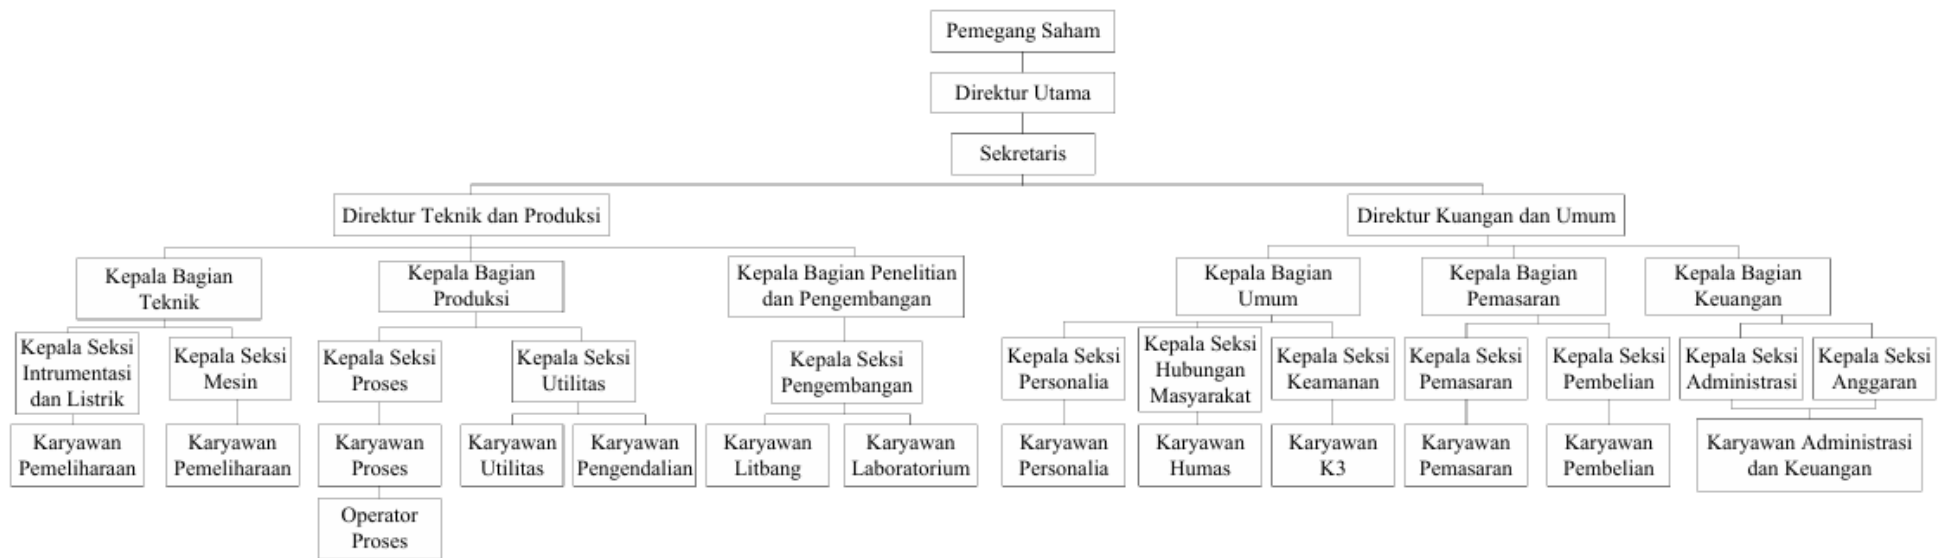 Pemegang Saham
Direktur Utama
Sekretaris
Direktur Teknik dan Produksi
Direktur Kuangan dan Umum
Kepala Bagian
Teknik
Kepala Bagian
Produksi
Kepala Bagian Penelitian
dan Pengembangan
Kepala Bagian
Umum
Kepala Bagian
Pemasaran
Kepala Bagian
Keuangan
Kepala Seksi
Intrumentasi
dan Listrik
Kepala Seksi
Mesin
Kepala Seksi
Proses
Kepala Seksi
Utilitas
Kepala Seksi
Pengembangan
Kepala Seksi
Personalia
Kepala Seksi
Hubungan
Masyarakat
Kepala Seksi
Keamanan
Kepala Seksi
Pemasaran
Kepala Seksi
Pembelian
Kepala Seksi
Administrasi
Kepala Seksi
Anggaran
Karyawan
Pemeliharaan
Karyawan
Pemeliharaan
Karyawan
Proses
Karyawan
Utilitas
Karyawan
Pengendalian
Karyawan
Litbang
Karyawan
Laboratorium
Karyawan
Personalia
Karyawan
Humas
Karyawan
K3
Karyawan
Pemasaran
Karyawan
Pembelian
Karyawan Administrasi
dan Keuangan
Operator
Proses